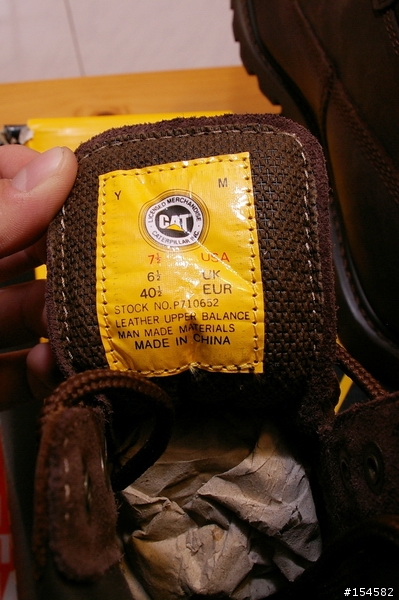 Y M
LICENSED MERCHANDISE
CAT
CATERPILLAR, INC.
7½ USA
6½ UK
40½ EUR
STOCK NO.P710652
LEATHER UPPER BALANCE
MAN MADE MATERIALS
MADE IN CHINA
#154582